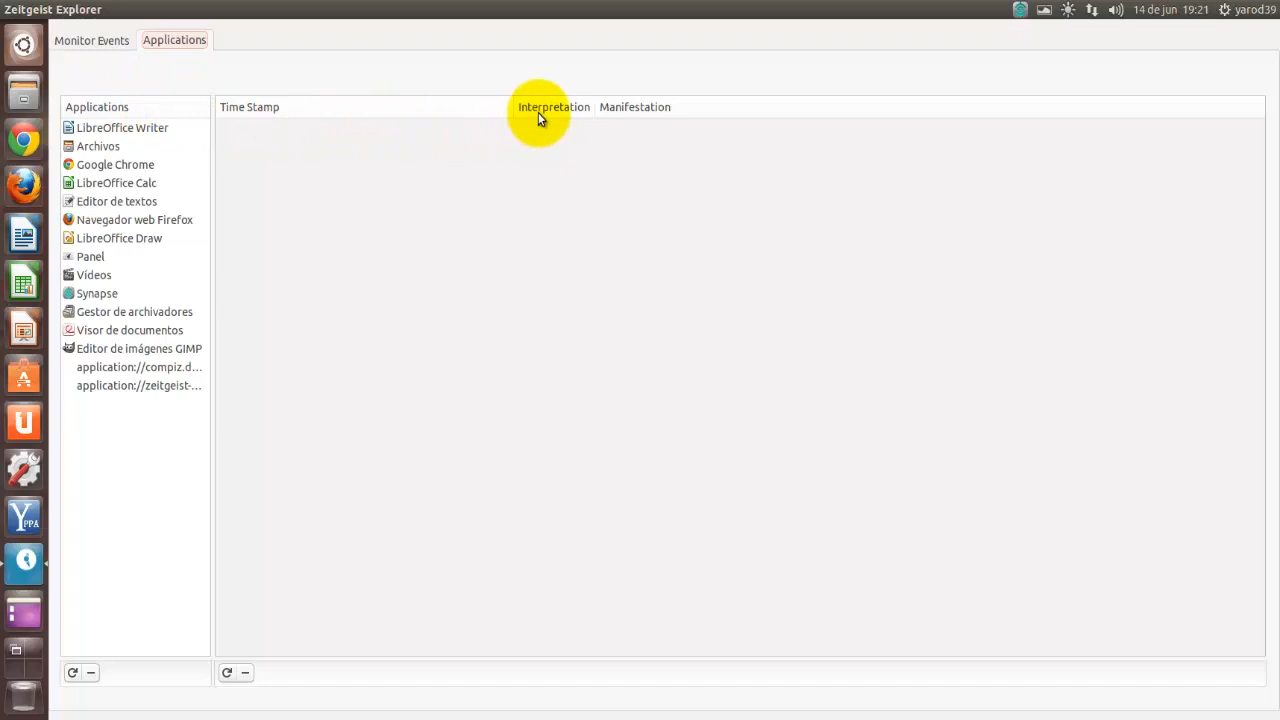 Zeitgeist Explorer
14 de jun 19:21 yarod39
Monitor Events Applications
Applications
Time Stamp Interpretation Manifestation
LibreOffice Writer
Archivos
Google Chrome
LibreOffice Calc
Editor de textos
Navegador web Firefox
LibreOffice Draw
Panel
Vídeos
Synapse
Gestor de archivadores
Visor de documentos
Editor de imágenes GIMP
application://compiz.d...
application://zeitgeist-...
YPPA